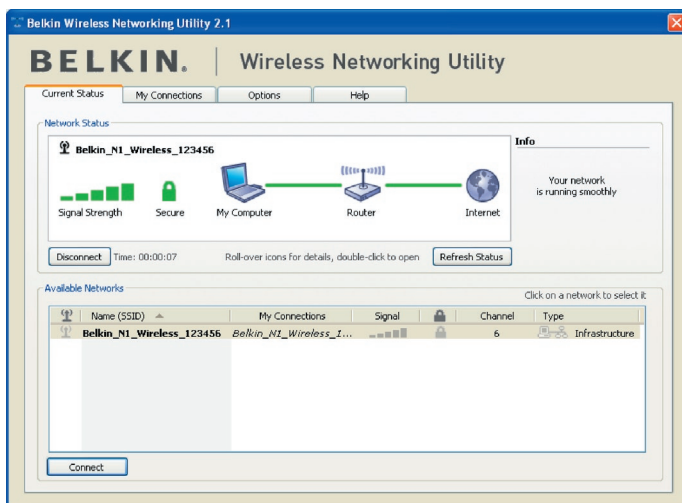 Belkin Wireless Networking Utility 2.1
BELKIN. Wireless Networking Utility
Current Status My Connections Options Help
Network Status
Belkin_N1_Wireless_123456
Signal Strength Secure My Computer Router Internet
Info
Your network
is running smoothly
Disconnect Time: 00:00:07 Roll-over icons for details, double-click to open Refresh Status
Available Networks
Click on a network to select it
Name (SSID) My Connections Signal Channel Type
Belkin_N1_Wireless_123456 Belkin_N1_Wireless_1... 6 Infrastructure
Connect